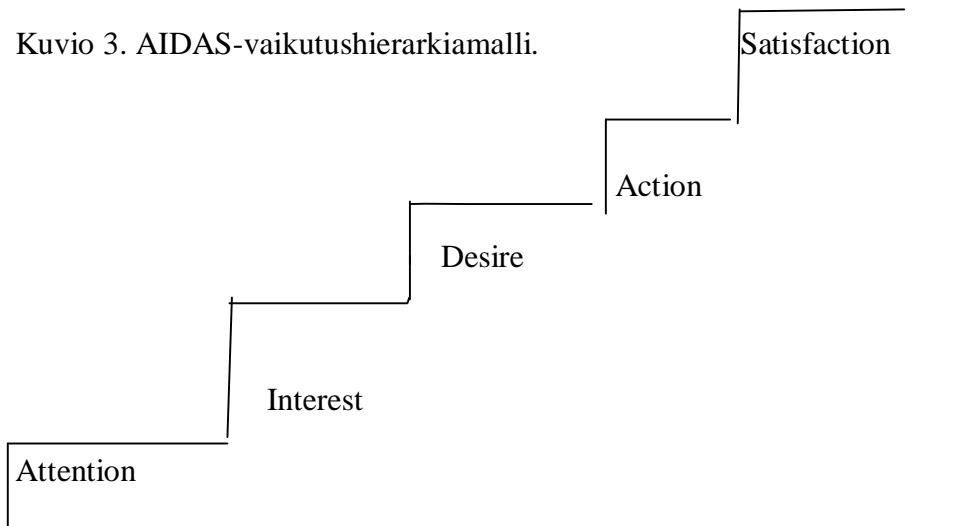 Kuvio 3. AIDAS-vaikutushierarkiamalli.
Satisfaction
Action
Desire
Interest
Attention